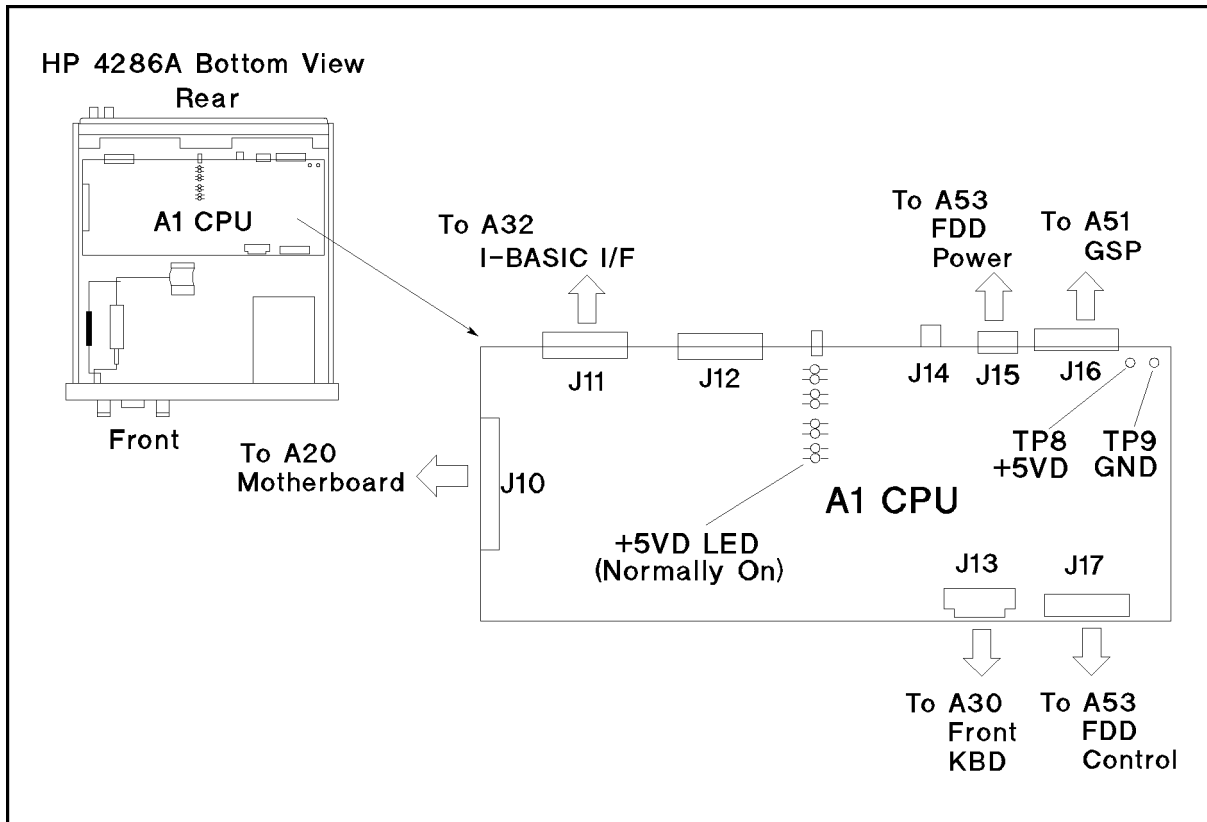 HP 4286A Bottom View
Rear
A1 CPU
Front
To A32
I-BASIC I/F
To A53
FDD
Power
To A51
GSP
J11
J12
J14
J15
J16
TP8
+5VD
TP9
GND
To A20
Motherboard
J10
A1 CPU
+5VD LED
(Normally On)
J13
J17
To A30
Front
KBD
To A53
FDD
Control